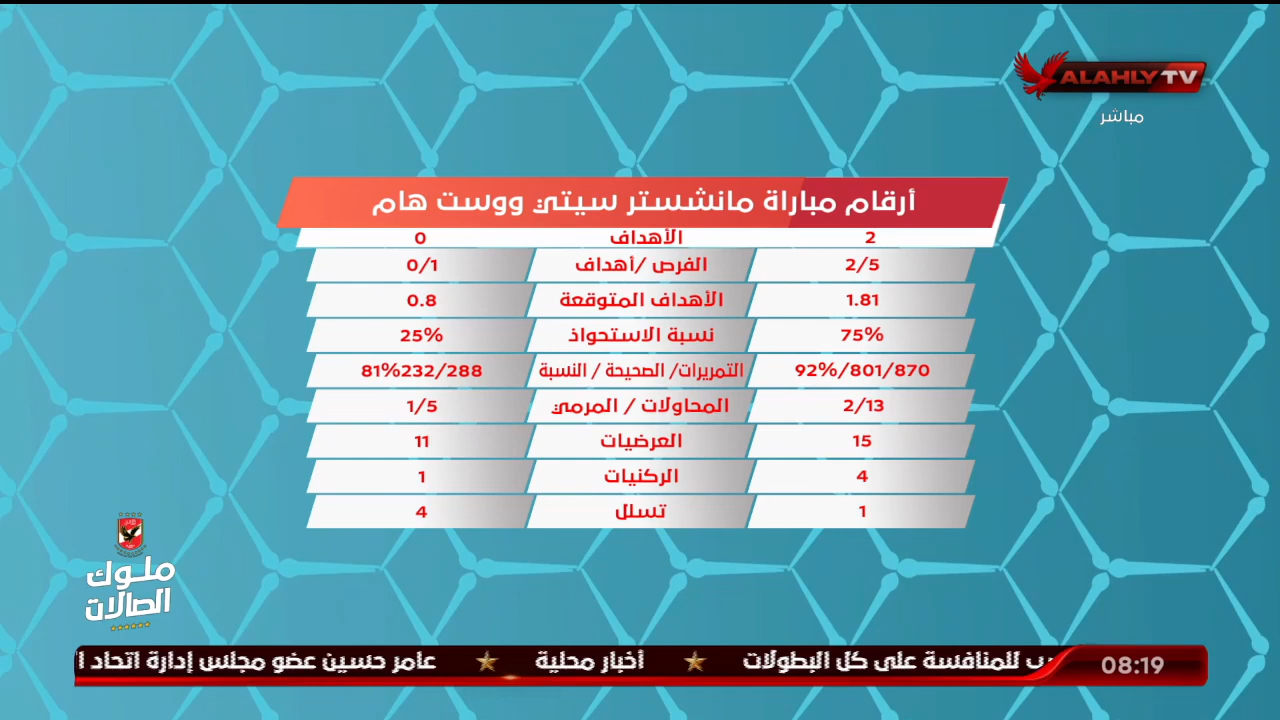 ALAHLY TV
مباشر
أرقام مباراة مانشستر سيتي ووست هام
2 الأهداف 0
2/5 الفرص /أهداف 0/1
1.81 الأهداف المتوقعة 0.8
75% نسبة الاستحواذ 25%
92%/801/870 التمريرات/ الصحيحة / النسبة 81%232/288
2/13 المحاولات / المرمي 1/5
15 العرضيات 11
4 الركنيات 1
1 تسلل 4
ملوك
الصالات
08:19 للمنافسة على كل البطولات أخبار محلية عامر حسين عضو مجلس إدارة اتحاد